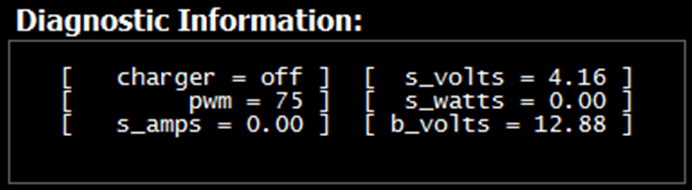 Diagnostic Information:
[   charger = off ]  [  s_volts = 4.16 ]
[       pwm = 75 ]  [  s_watts = 0.00 ]
[   s_amps = 0.00 ]  [ b_volts = 12.88 ]